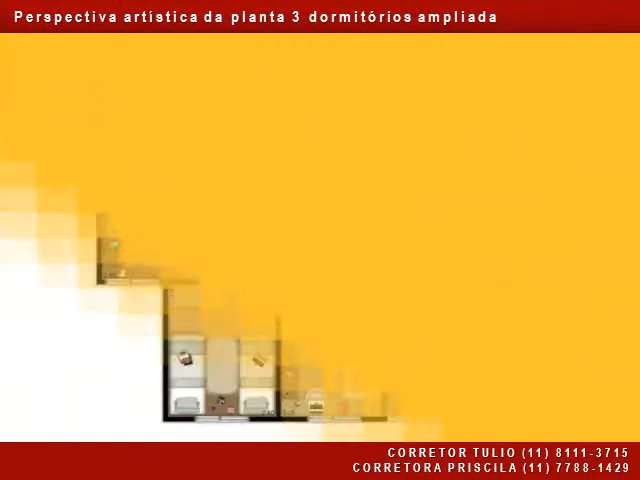 Perspectiva artística da planta 3 dormitórios ampliada
CORRETOR TULIO (11) 8111-3715
CORRETORA PRISCILA (11) 7788-1429